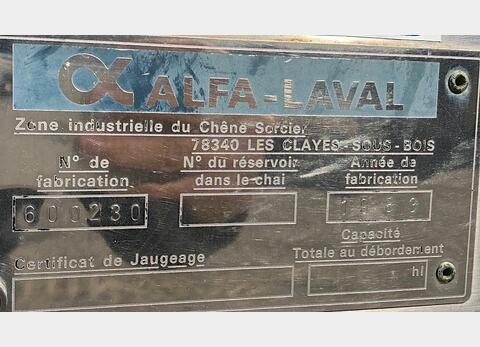 ALFA-LAVAL
Zone industrielle du Chêne Sorcier
78340 LES CLAYES-SOUS-BOIS
N° de fabrication
N° du réservoir dans le chai
Année de fabrication
600230
1983
Certificat de Jaugeage
Capacité
Totale au débordement
hl